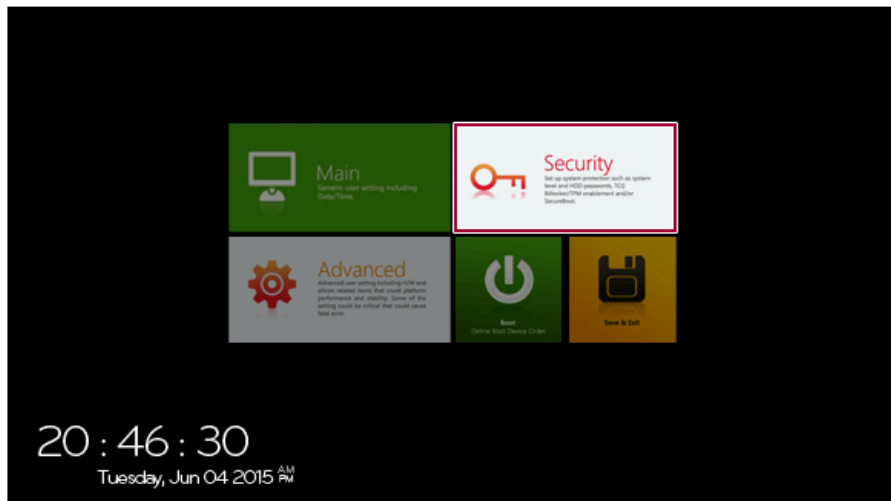 Main
Generic user setting including
Date/Time.
Security
Set up system protection such as system
level and HDD passwords, TCG
Bitlocker/TPM enablement and/or
SecureBoot.
Advanced
Advanced user setting including H/W and
silicon related items that could platform
performance and stability. Some of the
setting could be critical that could cause
fatal error.
Boot
Define Boot Device Order
Save & Exit
20 : 46 : 30
Tuesday, Jun 04 2015 AM
PM